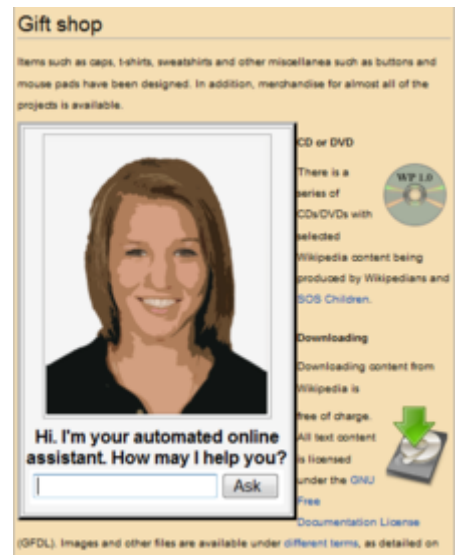 Gift shop
Items such as caps, t-shirts, sweatshirts and other miscellanea such as buttons and
mouse pads have been designed. In addition, merchandise for almost all of the
projects is available.
CD or DVD
There is a
series of
CDs/DVDs with
selected
Wikipedia content being
produced by Wikipedians and
SOS Children.
WP 1.0
Downloading
Downloading content from
Wikipedia is
free of charge.
All text content
is licensed
under the GNU
Free
Documentation License
Hi. I'm your automated online
assistant. How may I help you?
Ask
(GFDL). Images and other files are available under different terms, as detailed on